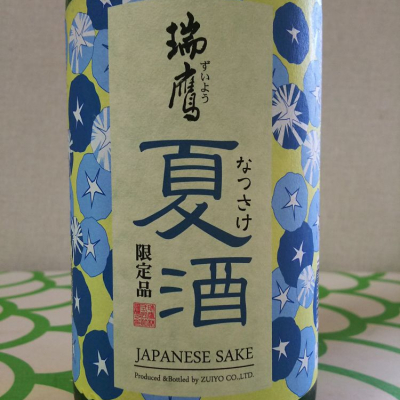 瑞鷹
ずいよう
夏酒
なつさけ
限定品
JAPANESE SAKE
Produced &Bottled by ZUIYO CO.,LTD.